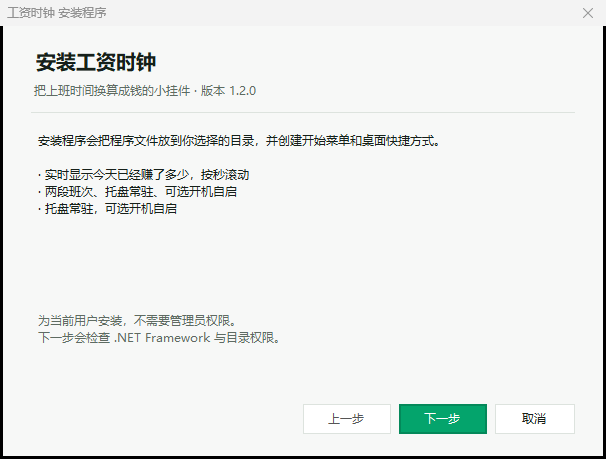 工资时钟 安装程序
安装工资时钟
把上班时间换算成钱的小挂件 · 版本 1.2.0
安装程序会把程序文件放到你选择的目录，并创建开始菜单和桌面快捷方式。
· 实时显示今天已经赚了多少，按秒滚动
· 两段班次、托盘常驻、可选开机自启
· 托盘常驻，可选开机自启
为当前用户安装，不需要管理员权限。
下一步会检查 .NET Framework 与目录权限。
上一步 下一步 取消